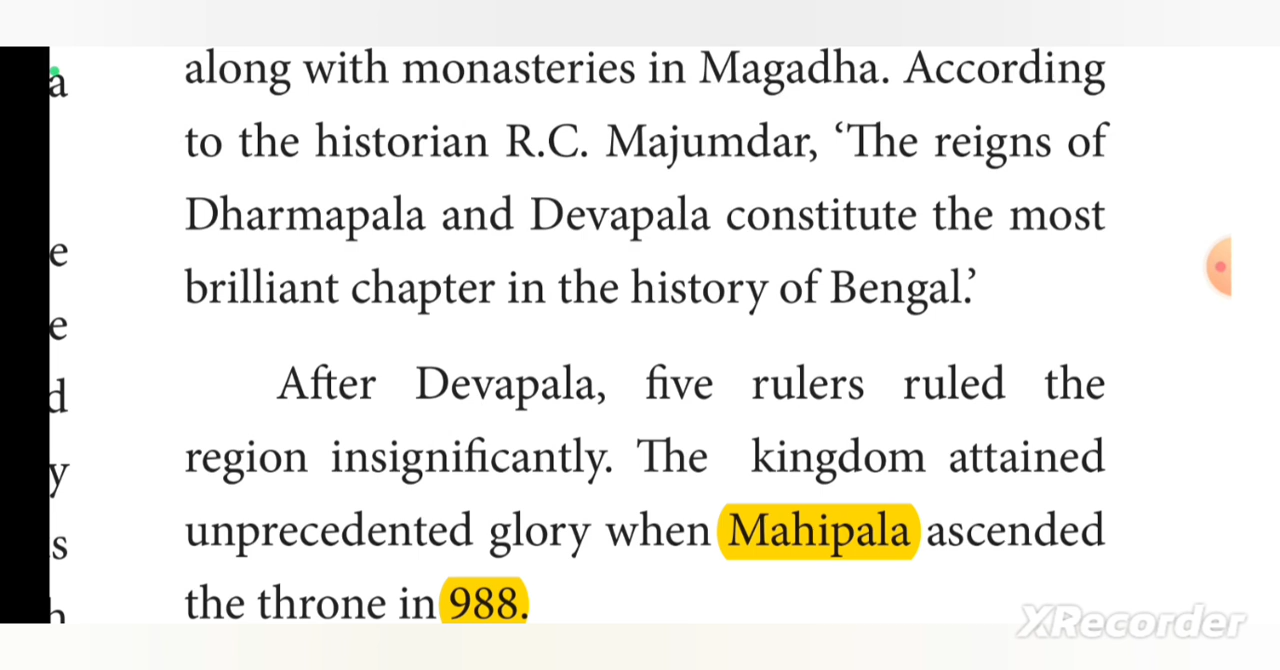 along with monasteries in Magadha. According
to the historian R.C. Majumdar, ‘The reigns of
Dharmapala and Devapala constitute the most
brilliant chapter in the history of Bengal.’
After Devapala, five rulers ruled the
region insignificantly. The kingdom attained
unprecedented glory when Mahipala ascended
the throne in 988.
a
e
e
d
y
s
XRecorder